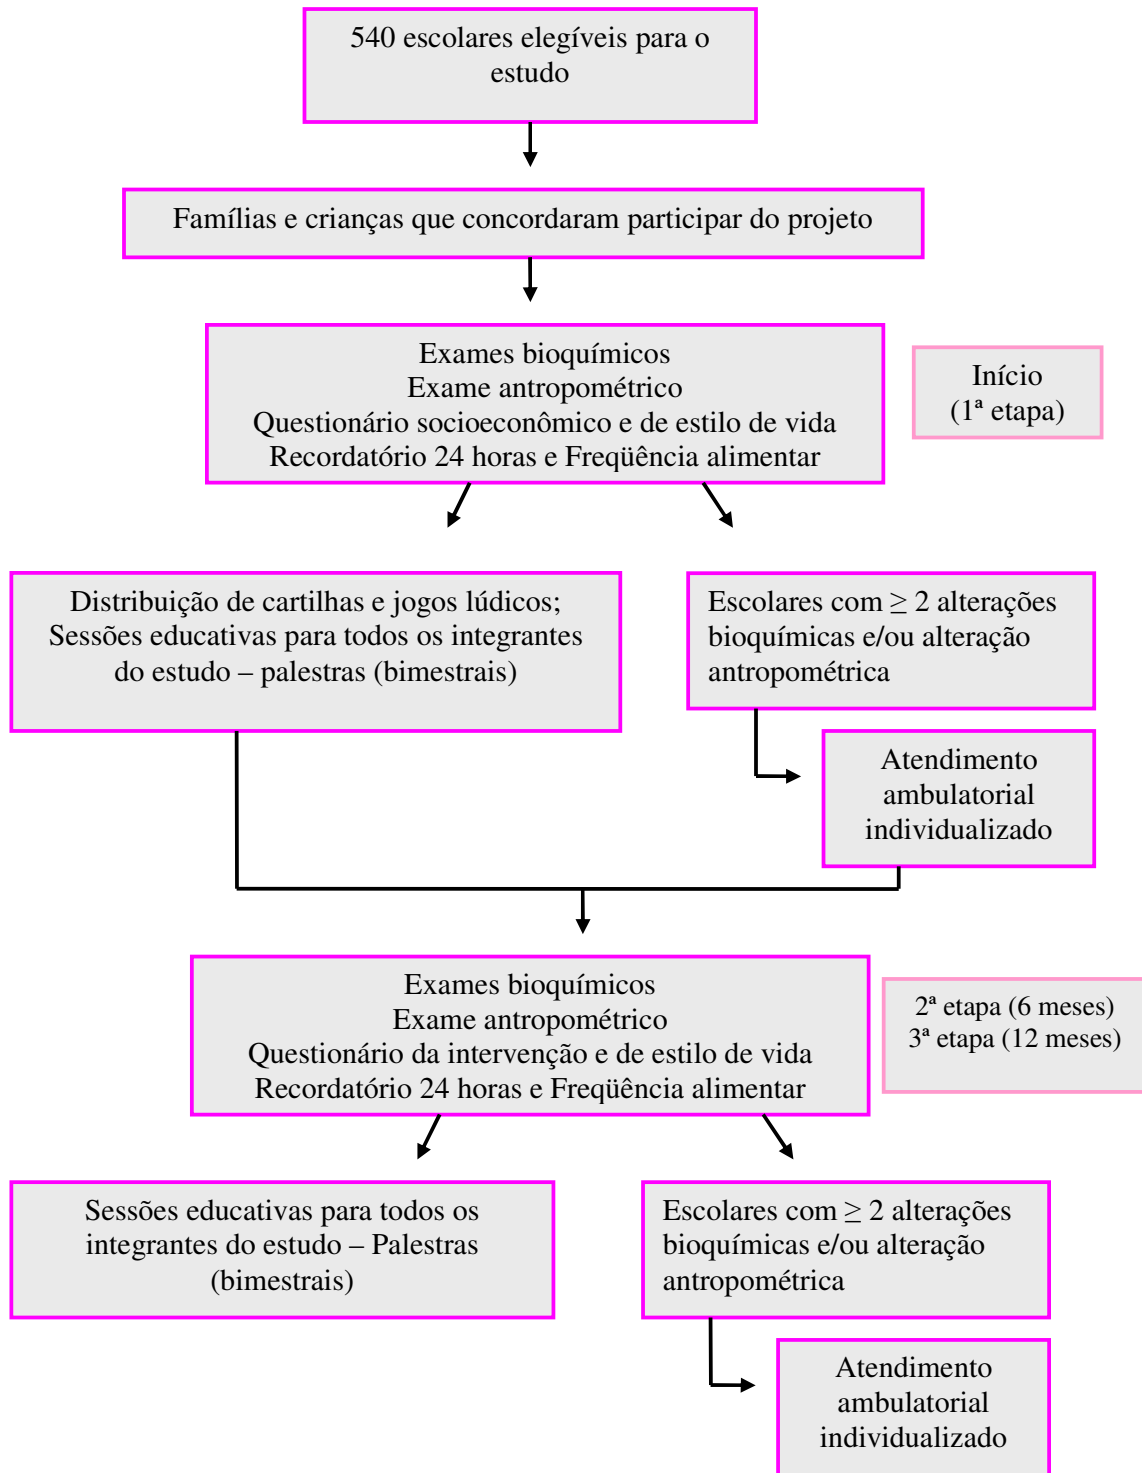 540 escolares elegíveis para o
estudo
Famílias e crianças que concordaram participar do projeto
Exames bioquímicos
Exame antropométrico
Questionário socioeconômico e de estilo de vida
Recordatório 24 horas e Freqüência alimentar
Início
(1ª etapa)
Distribuição de cartilhas e jogos lúdicos;
Sessões educativas para todos os integrantes
do estudo – palestras (bimestrais)
Escolares com ≥ 2 alterações
bioquímicas e/ou alteração
antropométrica
Atendimento
ambulatorial
individualizado
Exames bioquímicos
Exame antropométrico
Questionário da intervenção e de estilo de vida
Recordatório 24 horas e Freqüência alimentar
2ª etapa (6 meses)
3ª etapa (12 meses)
Sessões educativas para todos os
integrantes do estudo – Palestras
(bimestrais)
Escolares com ≥ 2 alterações
bioquímicas e/ou alteração
antropométrica
Atendimento
ambulatorial
individualizado